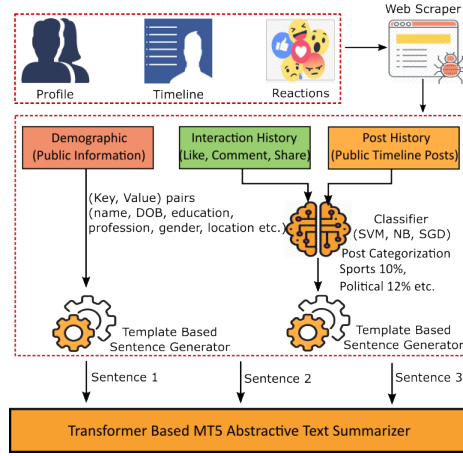 Web Scraper
Profile
Timeline
Reactions
Demographic
(Public Information)
Interaction History
(Like, Comment, Share)
Post History
(Public Timeline Posts)
(Key, Value) pairs
(name, DOB, education,
profession, gender, location etc.)
Classifier
(SVM, NB, SGD)
Post Categorization
Sports 10%,
Political 12% etc.
Template Based
Sentence Generator
Template Based
Sentence Generator
Sentence 1
Sentence 2
Sentence 3
Transformer Based MT5 Abstractive Text Summarizer